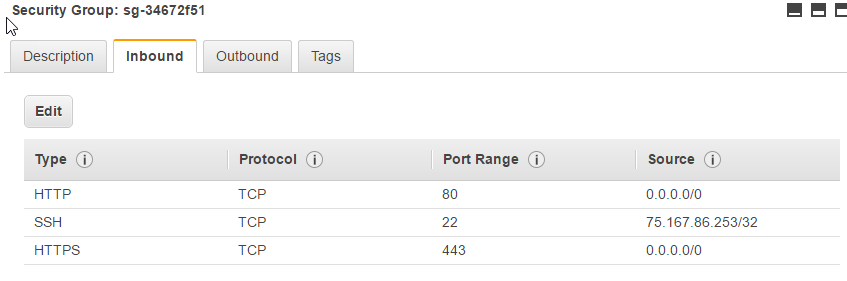 Security Group: sg-34672f51
Description Inbound Outbound Tags
Edit
Type i Protocol i Port Range i Source i
HTTP TCP 80 0.0.0.0/0
SSH TCP 22 75.167.86.253/32
HTTPS TCP 443 0.0.0.0/0